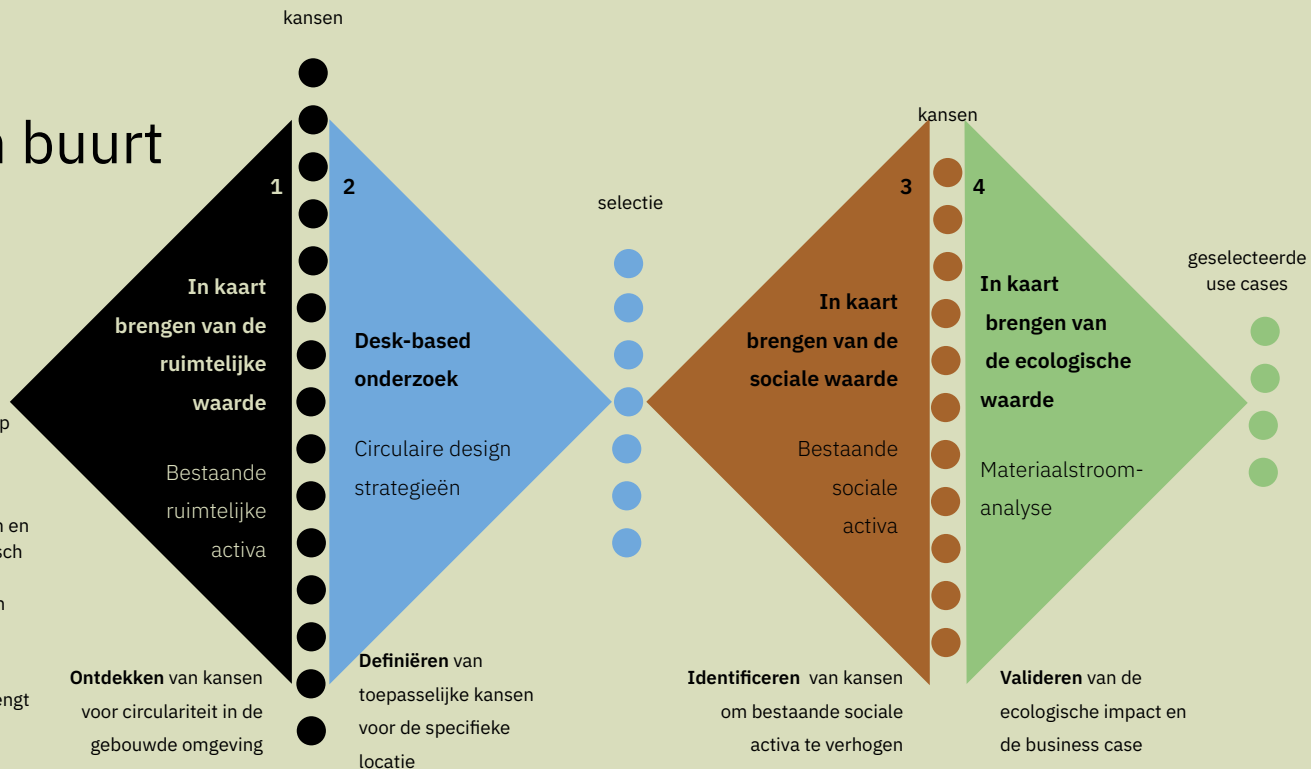 kansen
buurt
1
In kaart
brengen van de
ruimtelijke
waarde
Bestaande
ruimtelijke
activa
Ontdekken van kansen
voor circulariteit in de
gebouwde omgeving
2
Desk-based
onderzoek
Circulaire design
strategieën
Definiëren van
toepasselijke kansen
voor de specifieke
locatie
selectie
kansen
3
In kaart
brengen van de
sociale waarde
Bestaande
sociale
activa
Identificeren van kansen
om bestaande sociale
activa te verhogen
4
In kaart
brengen van
de ecologische
waarde
Materiaalstroom-
analyse
Valideren van de
ecologische impact en
de business case
geselecteerde
use cases
en